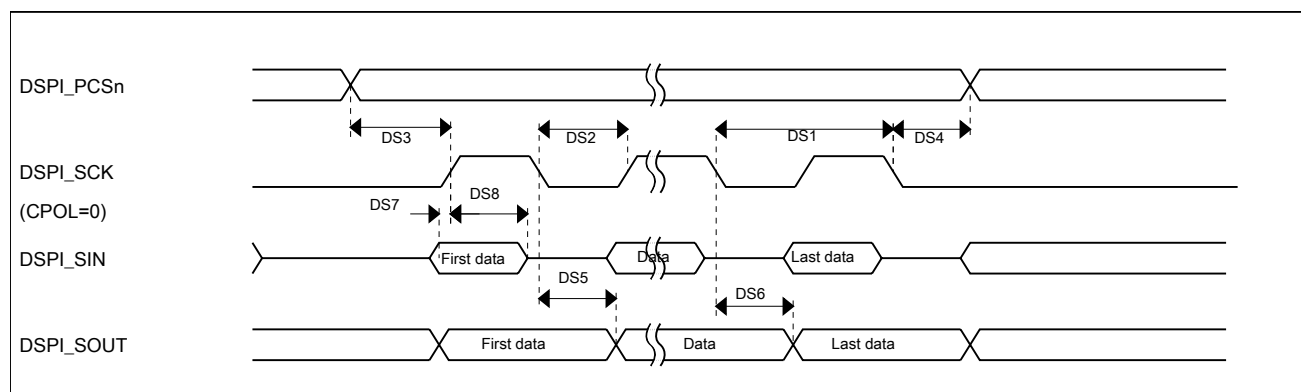 DSPI_PCSn
DS3
DS2
DS1
DS4
DSPI_SCK
(CPOL=0)
DS7
DS8
DSPI_SIN
First data
Data
Last data
DS5
DS6
DSPI_SOUT
First data
Data
Last data